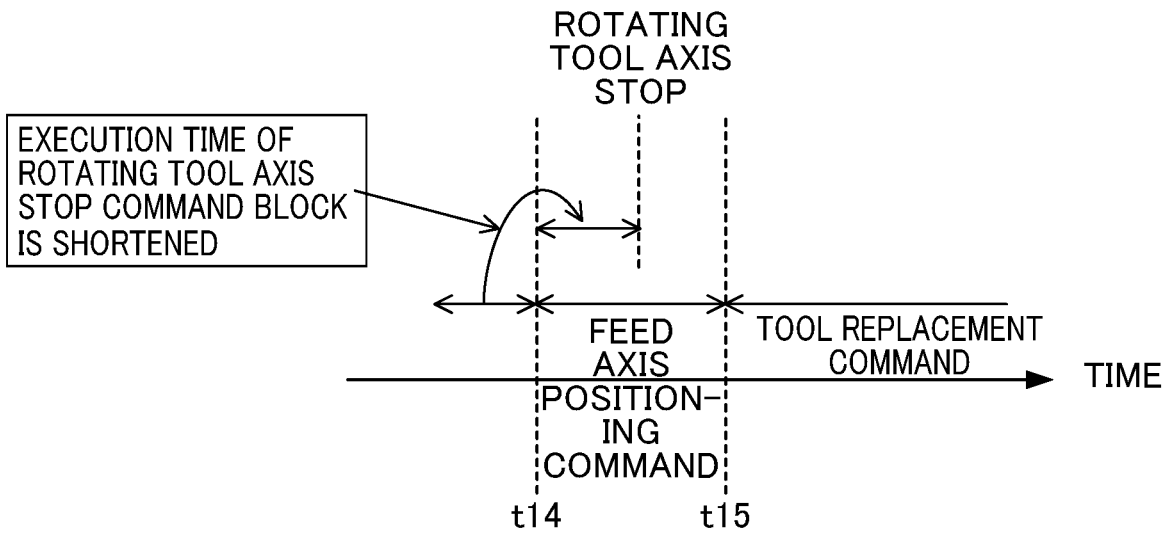 ROTATING
TOOL AXIS
STOP
EXECUTION TIME OF
ROTATING TOOL AXIS
STOP COMMAND BLOCK
IS SHORTENED
FEED
AXIS
POSITION-
ING
COMMAND
TOOL REPLACEMENT
COMMAND
TIME
t14
t15